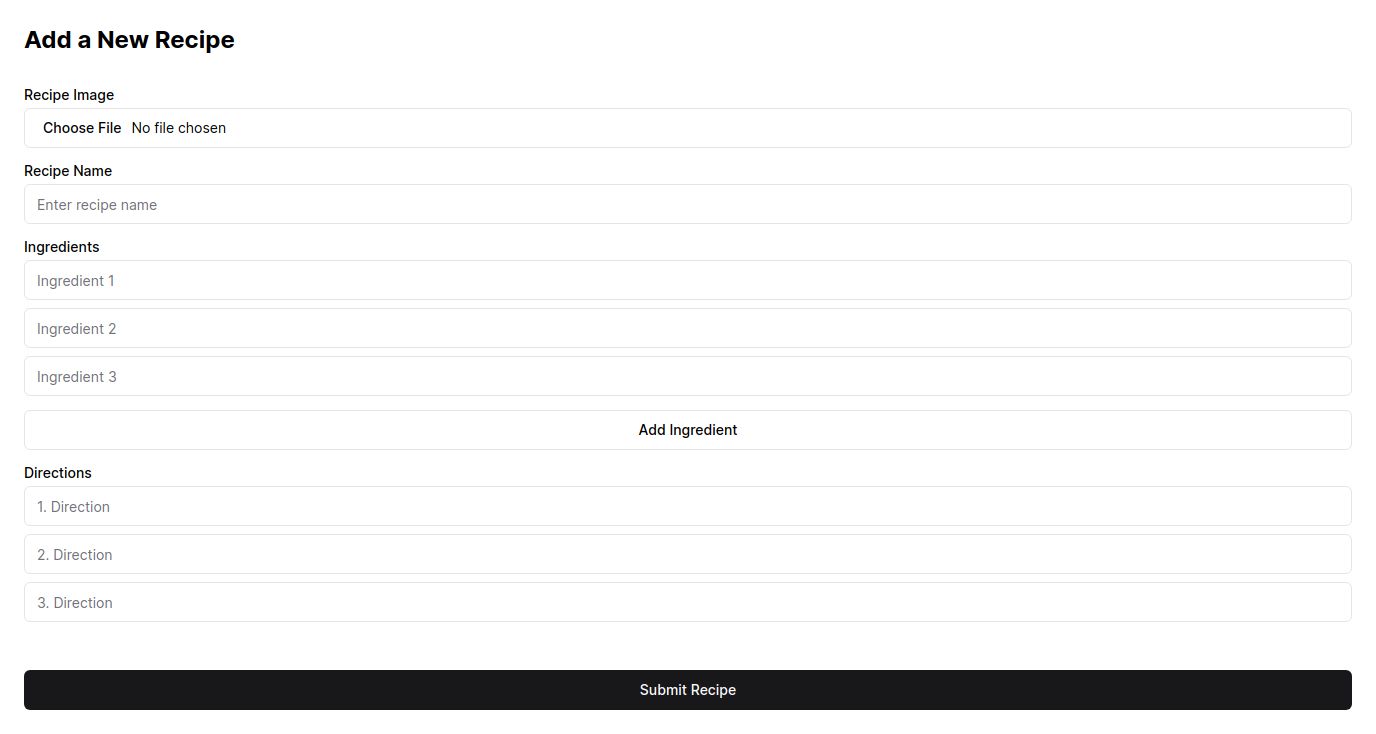 Add a New Recipe
Recipe Image
Choose File No file chosen
Recipe Name
Enter recipe name
Ingredients
Ingredient 1
Ingredient 2
Ingredient 3
Add Ingredient
Directions
1. Direction
2. Direction
3. Direction
Submit Recipe